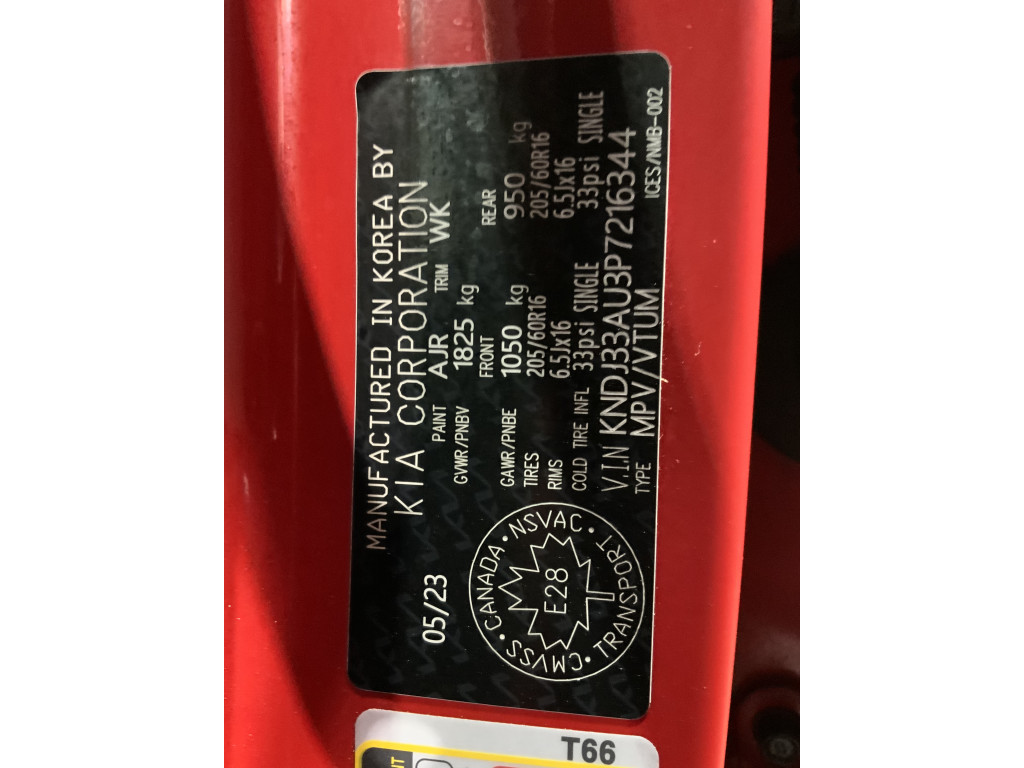 MANUFACTURED IN KOREA BY
KIA CORPORATION
05/23 PAINT AJR TRIM WK
GVWR/PNBV 1825 kg
FRONT REAR
GAWR/PNBE 1050 kg 950 kg
TIRES 205/60R16 205/60R16
RIMS 6.5Jx16 6.5Jx16
COLD TIRE INFL 33psi SINGLE 33psi SINGLE
V.IN KNDJ33AU3P7216344
TYPE MPV/VTUM ICES/NMB-002
CANADA • NSVAC • TRANSPORT • CMVSS •
E28
T66